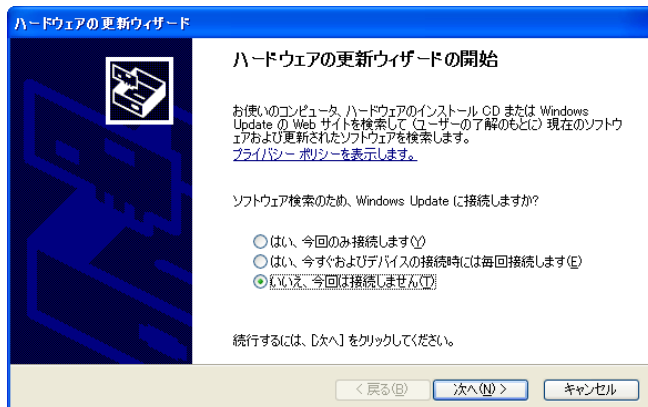 ハードウェアの更新ウィザード
ハードウェアの更新ウィザードの開始
お使いのコンピュータ、ハードウェアのインストール CD または Windows
Update の Web サイトを検索して (ユーザーの了解のもとに) 現在のソフトウ
ェアおよび更新されたソフトウェアを検索します。
プライバシー ポリシーを表示します。
ソフトウェア検索のため、Windows Update に接続しますか?
はい、今回のみ接続します(Y)
はい、今すぐおよびデバイスの接続時には毎回接続します(E)
いいえ、今回は接続しません(T)
続行するには、[次へ] をクリックしてください。
< 戻る(B) 次へ(N) > キャンセル